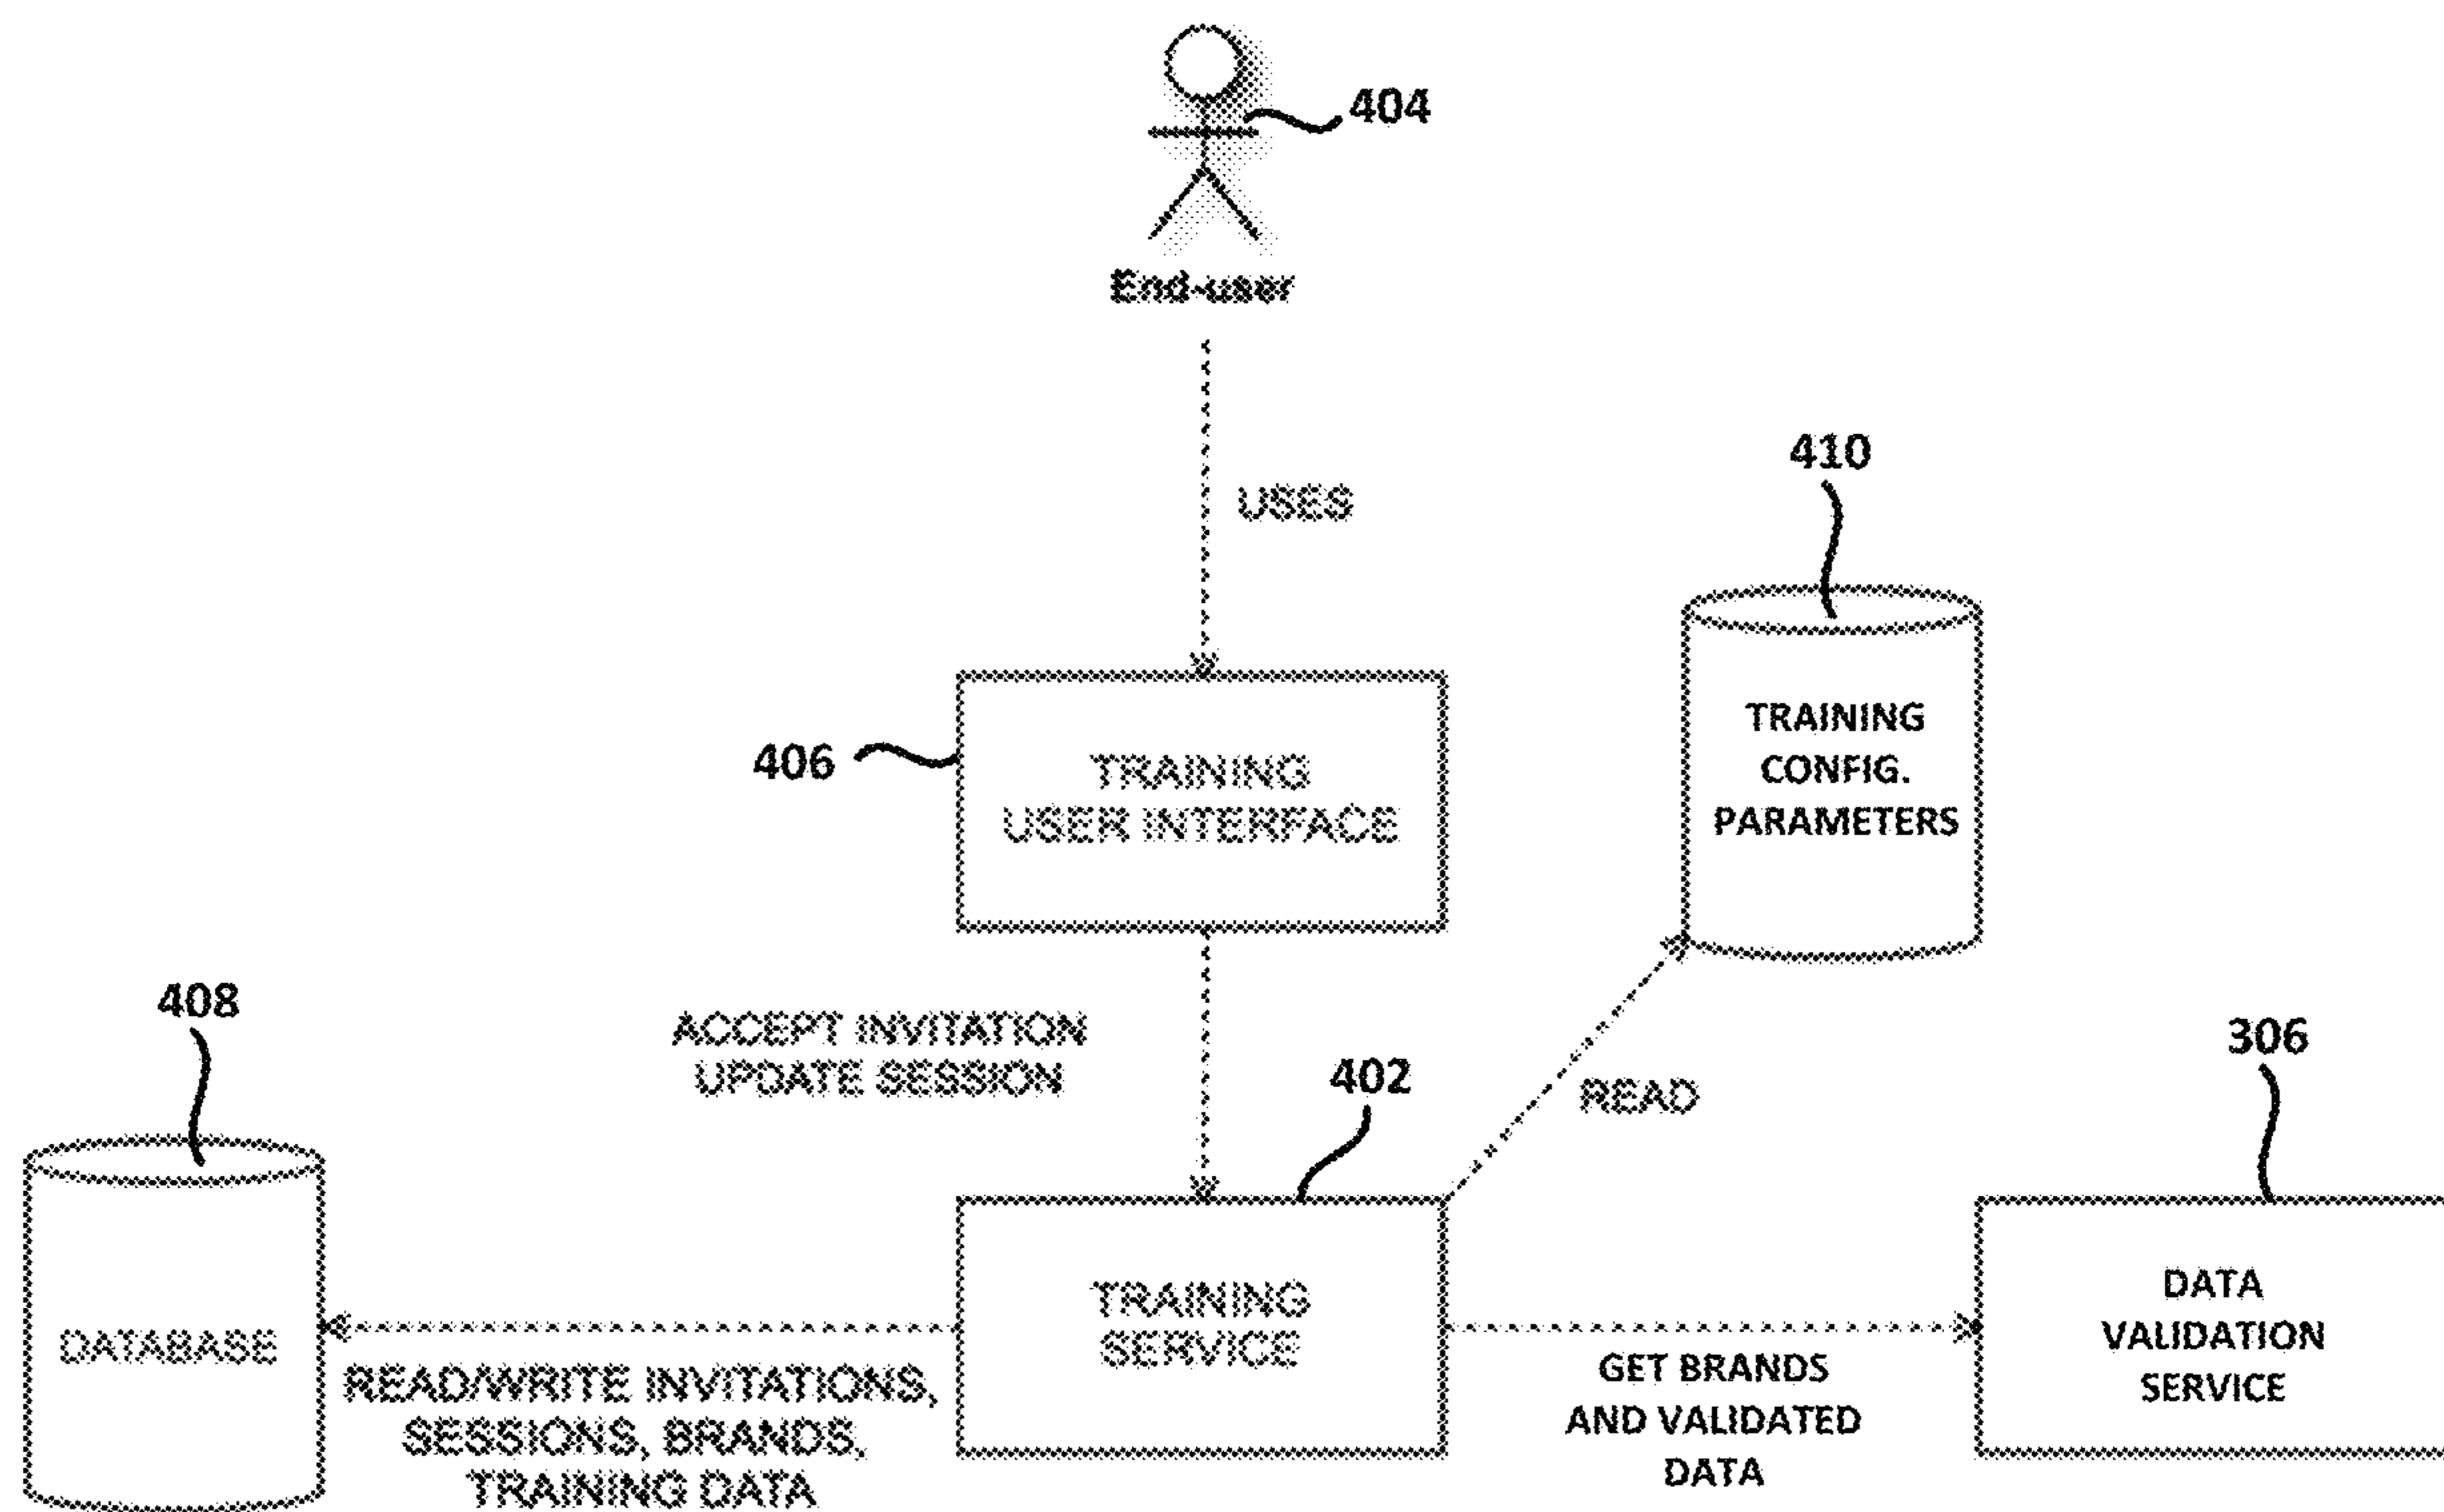 404
End-user
USES
410
TRAINING
CONFIG.
PARAMETERS
406
TRAINING
USER INTERFACE
408
ACCEPT INVITATION
UPDATE SESSION
402
READ
306
DATABASE
READ/WRITE INVITATIONS,
SESSIONS, BRANDS,
TRAINING DATA
TRAINING
SERVICE
GET BRANDS
AND VALIDATED
DATA
DATA
VALIDATION
SERVICE